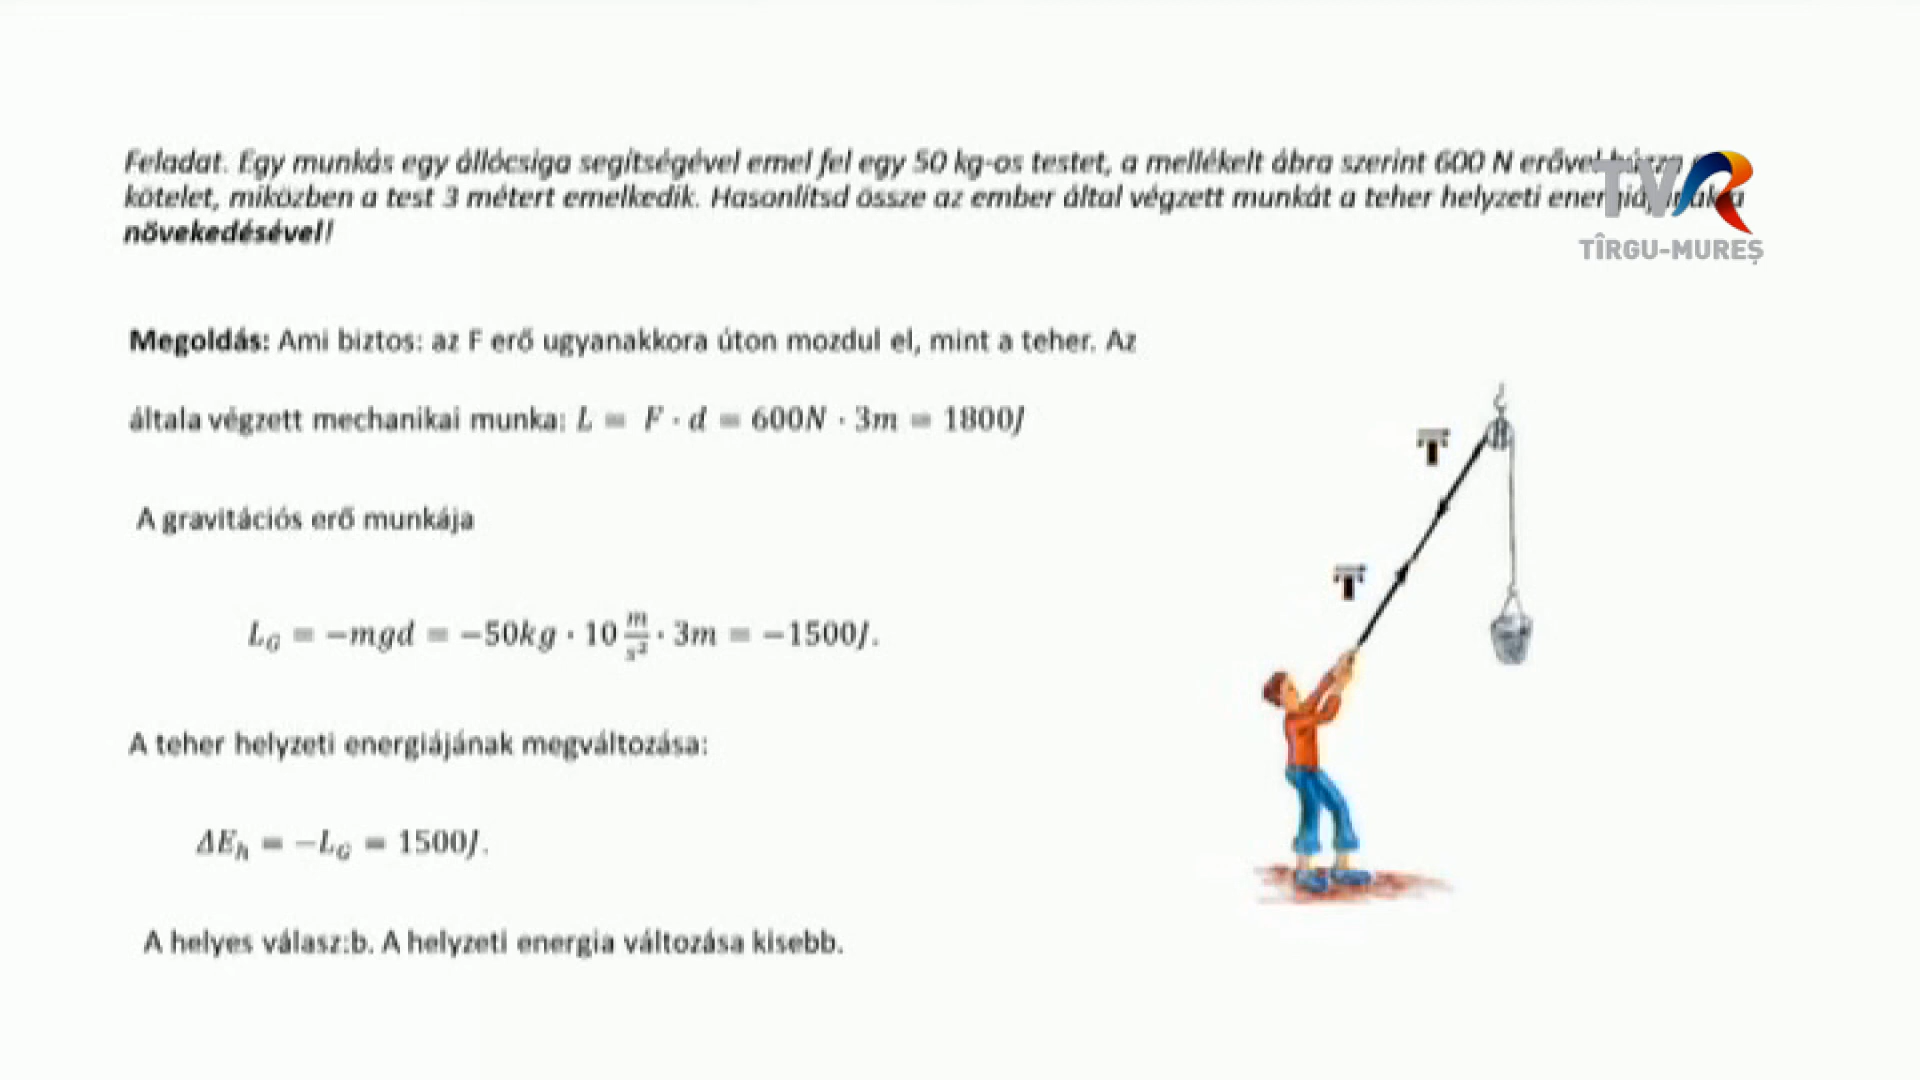 Feladat. Egy munkás egy állócsiga segítségével emel fel egy 50 kg-os testet, a mellékelt ábra szerint 600 N erővel
kötelet, miközben a test 3 métert emelkedik. Hasonlítsd össze az ember által végzett munkát a teher helyzeti
növekedésével!
TVR
TÎRGU-MUREȘ
Megoldás: Ami biztos: az F erő ugyanakkora úton mozdul el, mint a teher. Az
általa végzett mechanikai munka: L = F · d = 600N · 3m = 1800J
A gravitációs erő munkája
L_G = −mgd = −50kg · 10 m/s² · 3m = −1500J.
A teher helyzeti energiájának megváltozása:
ΔE_h = −L_G = 1500J.
A helyes válasz:b. A helyzeti energia változása kisebb.
T
T